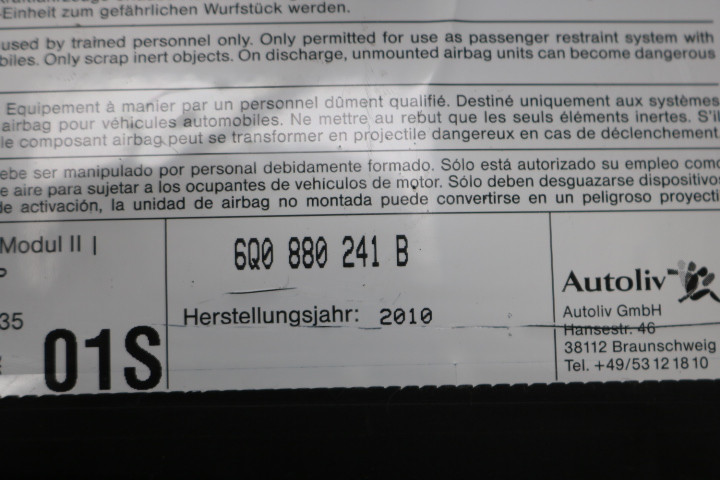 -Einheit zum gefährlichen Wurfstück werden.
used by trained personnel only. Only permitted for use as passenger restraint system with
biles. Only scrap inert objects. On discharge, unmounted airbag units can become dangerous
Equipement à manier par un personnel dûment qualifié. Destiné uniquement aux systèmes
airbag pour véhicules automobiles. Ne mettre au rebut que les seuls éléments inertes. S'il
le composant airbag peut se transformer en projectile dangereux en cas de déclenchement
ebe ser manipulado por personal debidamente formado. Sólo está autorizado su empleo como
e aire para sujetar a los ocupantes de vehiculos de motor. Sólo deben desguazarse dispositivos
de activación, la unidad de airbag no montada puede convertirse en un peligroso proyecti
Modul II |
6Q0 880 241 B
35
01S
Herstellungsjahr: 2010
Autoliv
Autoliv GmbH
Hansestr. 46
38112 Braunschweig
Tel. +49/53 12 18 10